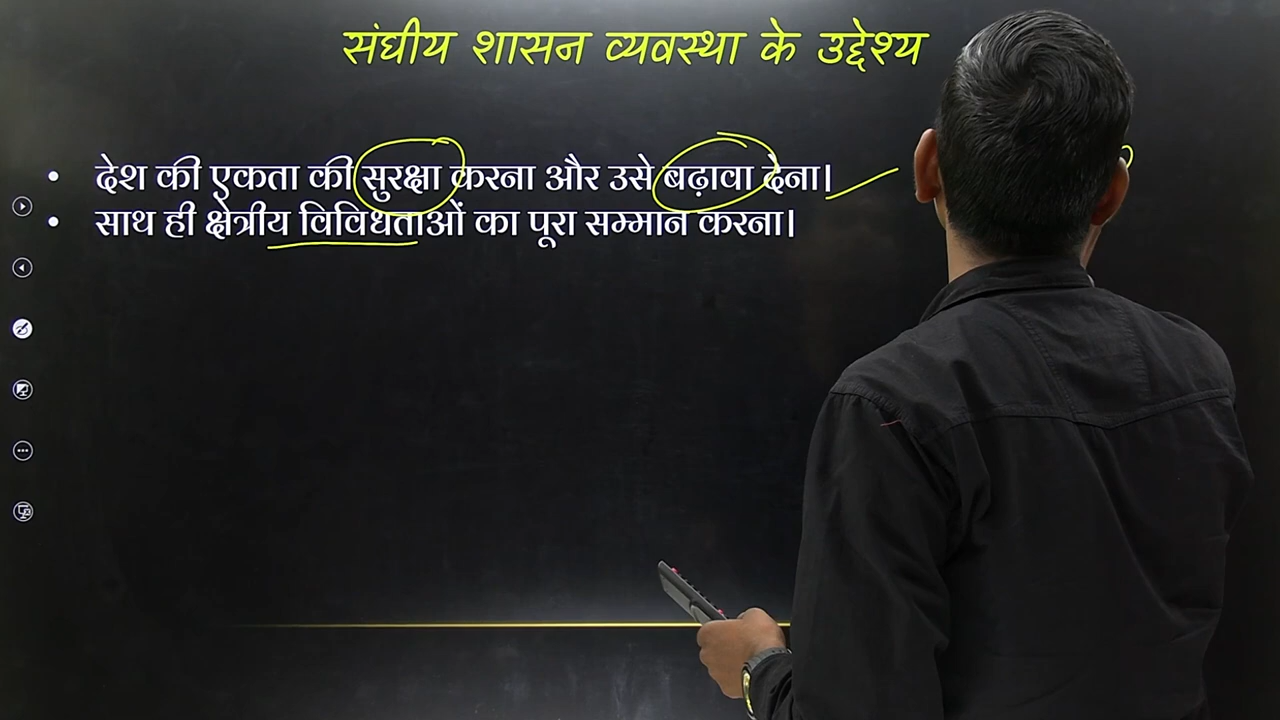 संघीय शासन व्यवस्था के उद्देश्य
• देश की एकता की सुरक्षा करना और उसे बढ़ावा देना।
• साथ ही क्षेत्रीय विविधताओं का पूरा सम्मान करना।